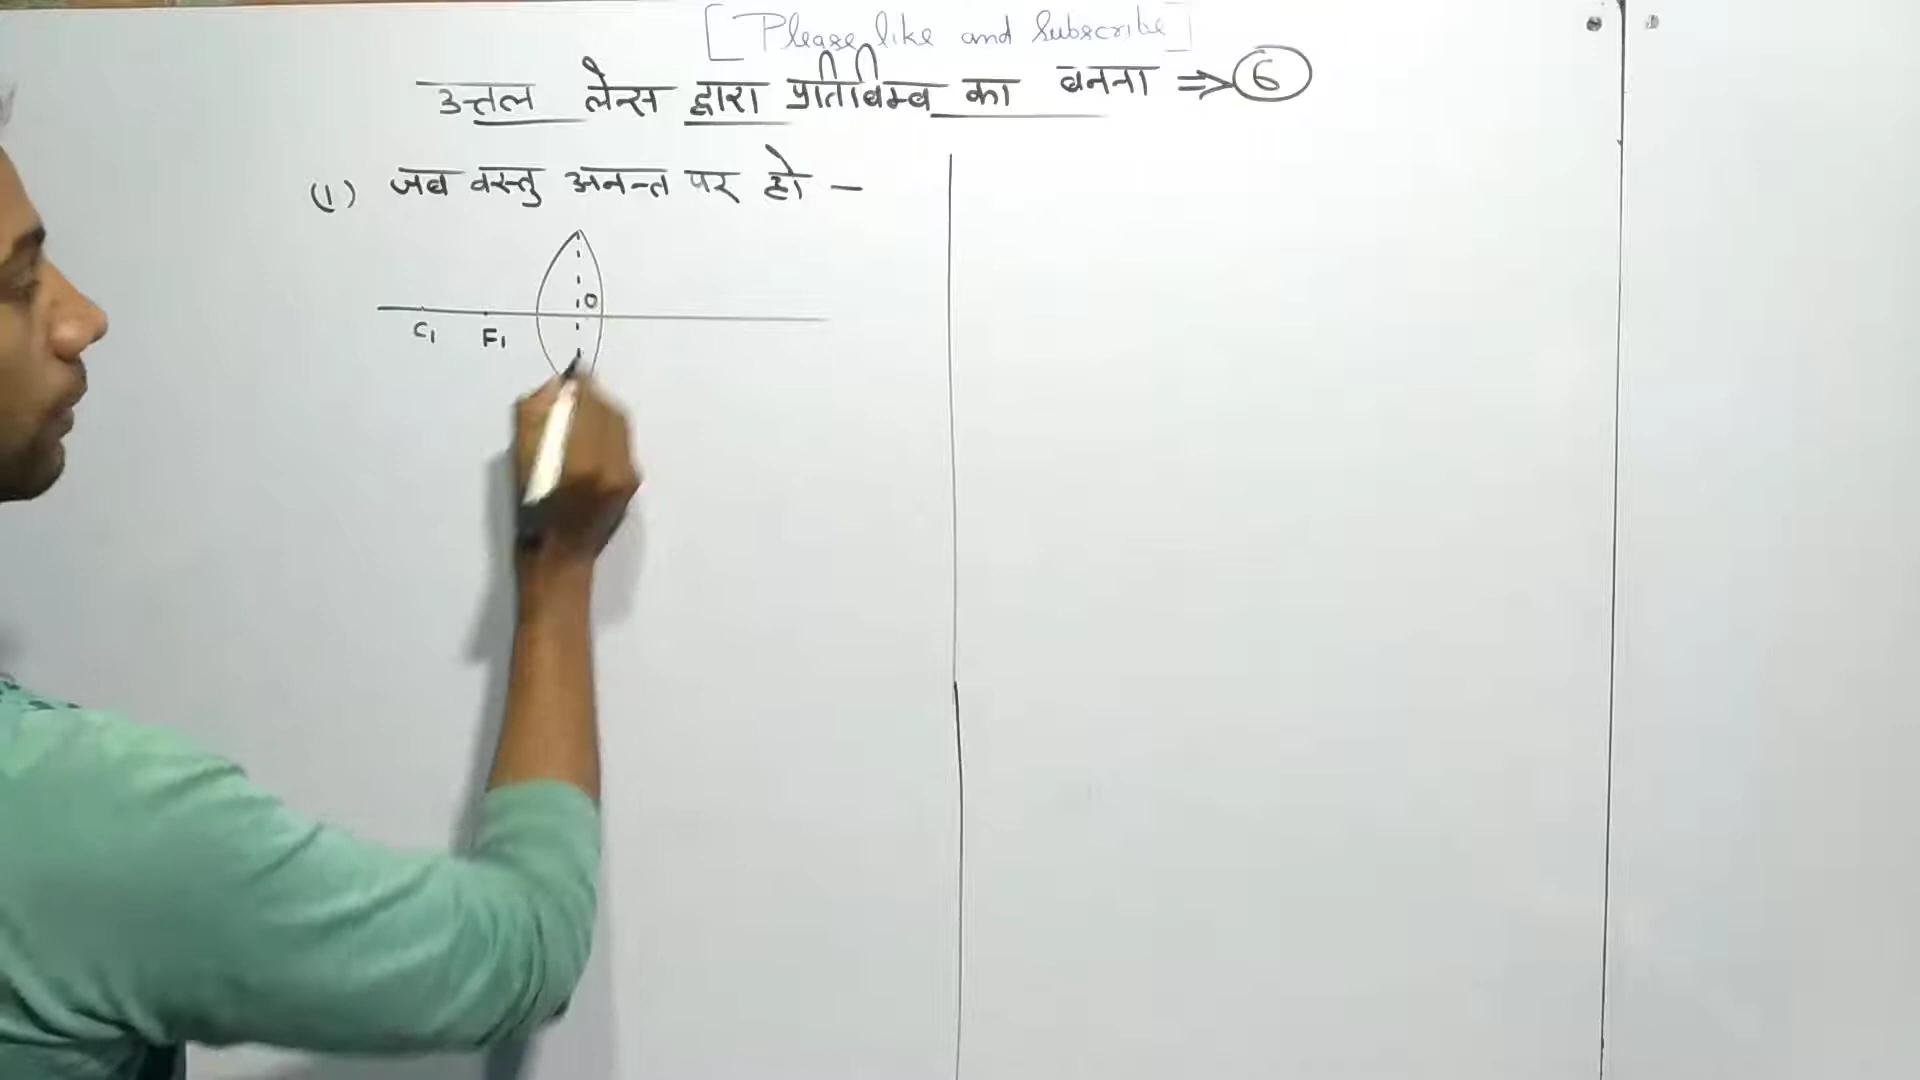 [Please like and Subscribe]
उत्तल लेन्स द्वारा प्रतिबिम्ब का बनना ⇒ 6
(1) जब वस्तु अनन्त पर हो –
O
C₁ F₁